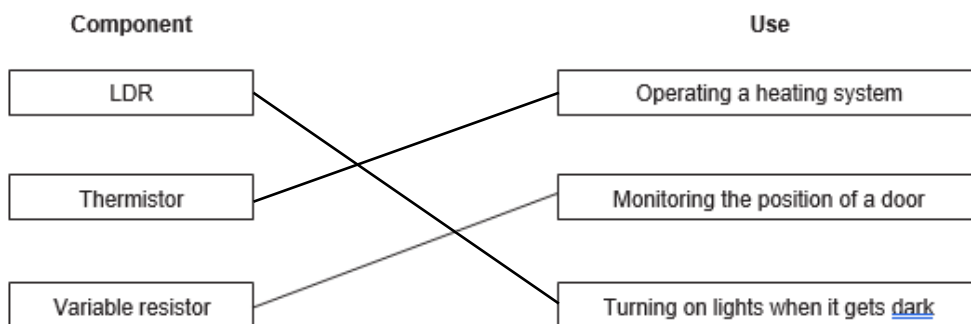 Component Use
LDR Operating a heating system
Thermistor Monitoring the position of a door
Variable resistor Turning on lights when it gets dark